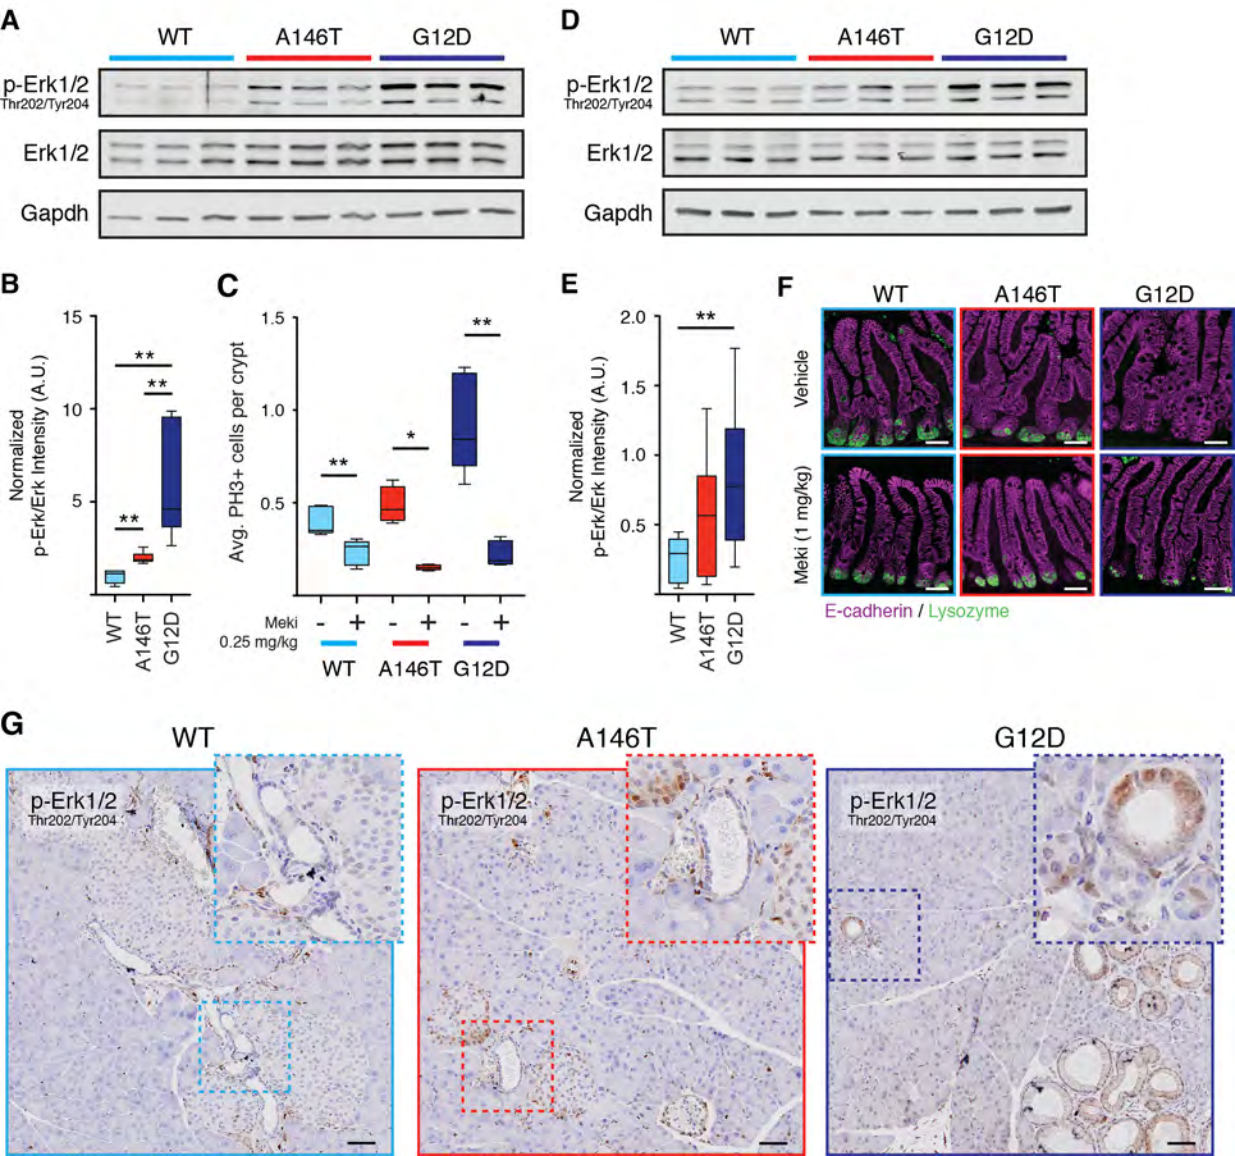 A
WT A146T G12D
p-Erk1/2
Thr202/Tyr204
Erk1/2
Gapdh
D
WT A146T G12D
p-Erk1/2
Thr202/Tyr204
Erk1/2
Gapdh
B
Normalized
p-Erk/Erk Intensity (A.U.)
15
10
5
**
**
**
WT
A146T
G12D
C
Avg. PH3+ cells per crypt
1.5
1.0
0.5
**
*
**
- + - + - + Meki
0.25 mg/kg
WT A146T G12D
E
Normalized
p-Erk/Erk Intensity (A.U.)
2.0
1.5
1.0
0.5
**
WT
A146T
G12D
F
WT A146T G12D
Vehicle
Meki (1 mg/kg)
E-cadherin / Lysozyme
G
WT A146T G12D
p-Erk1/2
Thr202/Tyr204
p-Erk1/2
Thr202/Tyr204
p-Erk1/2
Thr202/Tyr204